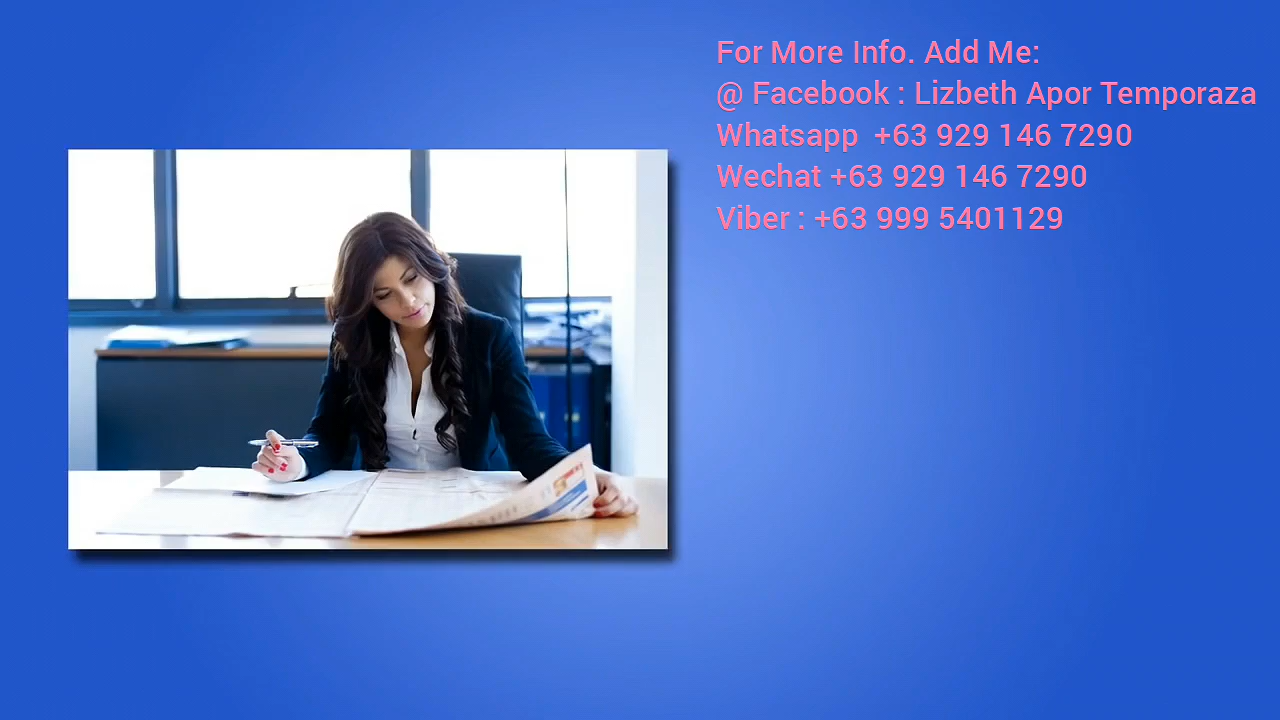 For More Info. Add Me:
@ Facebook : Lizbeth Apor Temporaza
Whatsapp  +63 929 146 7290
Wechat +63 929 146 7290
Viber : +63 999 5401129